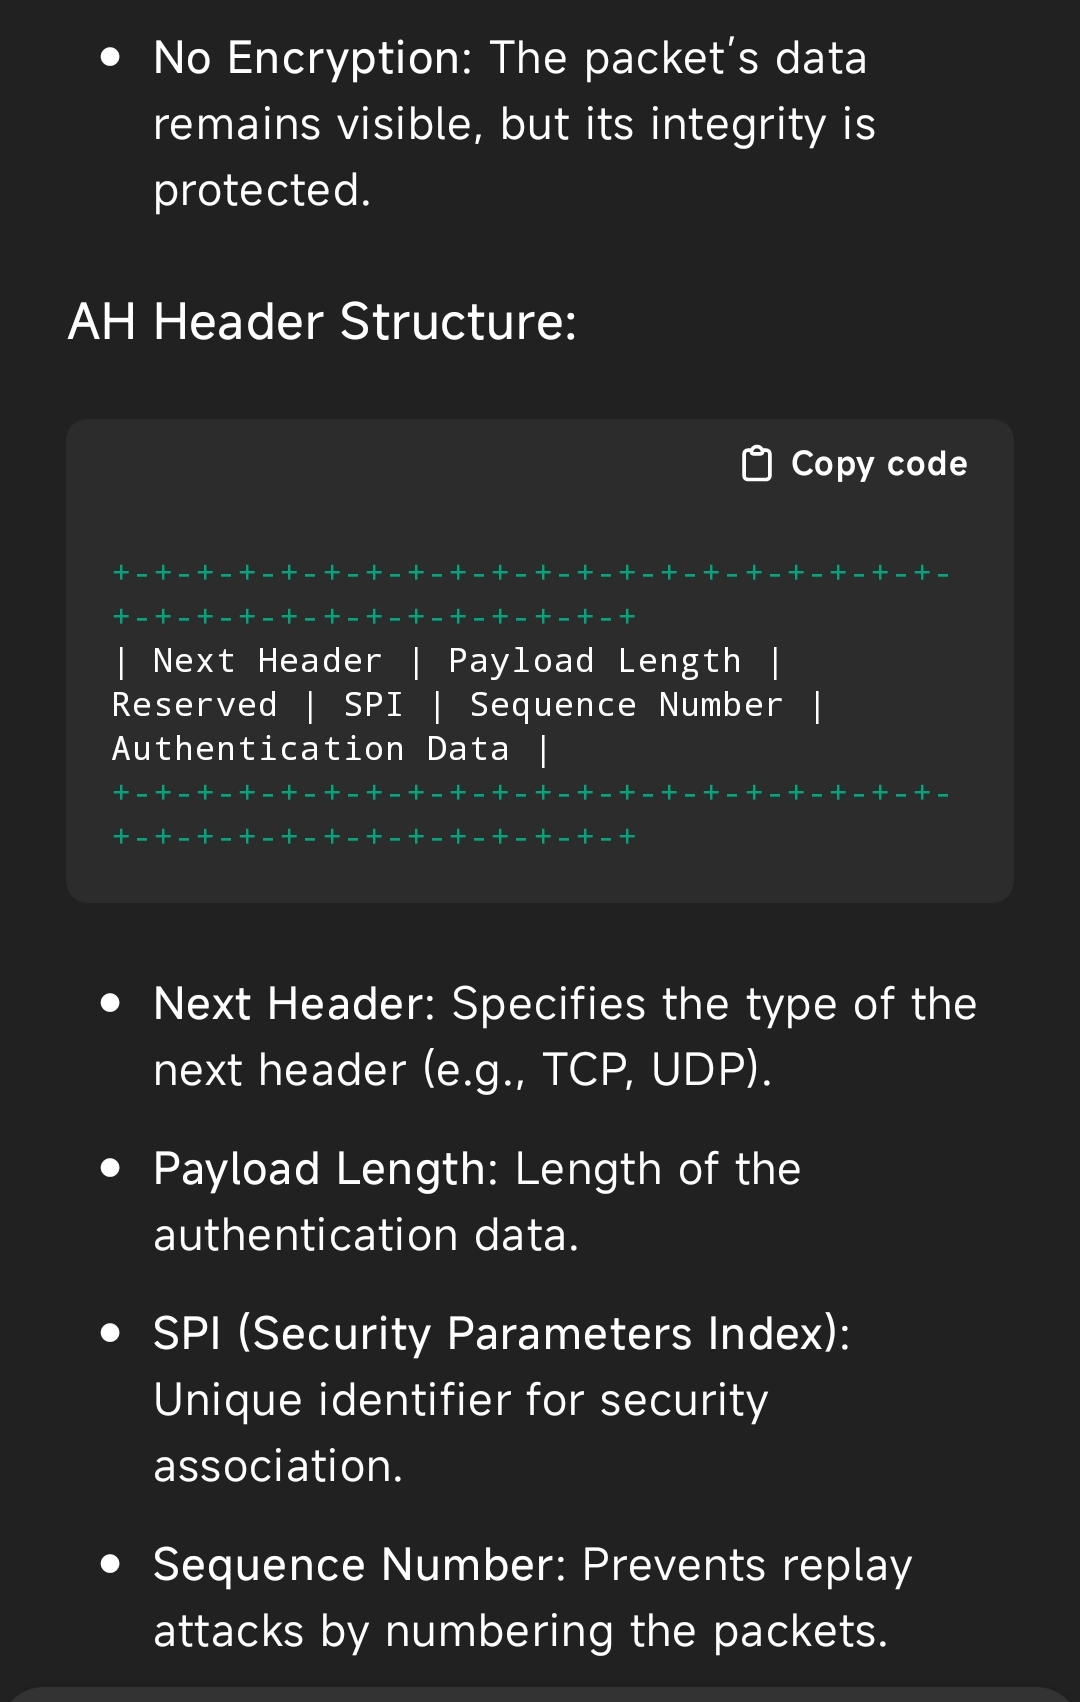 No Encryption: The packet's data
remains visible, but its integrity is
protected.
AH Header Structure:
Copy code
+-+-+-+-+-+-+-+-+-+-+-+-+-+-+-+-+-+-+-+-
+-+-+-+-+-+-+-+-+-+-+-+-+
| Next Header | Payload Length |
Reserved | SPI | Sequence Number |
Authentication Data |
+-+-+-+-+-+-+-+-+-+-+-+-+-+-+-+-+-+-+-+-
+-+-+-+-+-+-+-+-+-+-+-+-+
Next Header: Specifies the type of the
next header (e.g., TCP, UDP).
Payload Length: Length of the
authentication data.
SPI (Security Parameters Index):
Unique identifier for security
association.
Sequence Number: Prevents replay
attacks by numbering the packets.